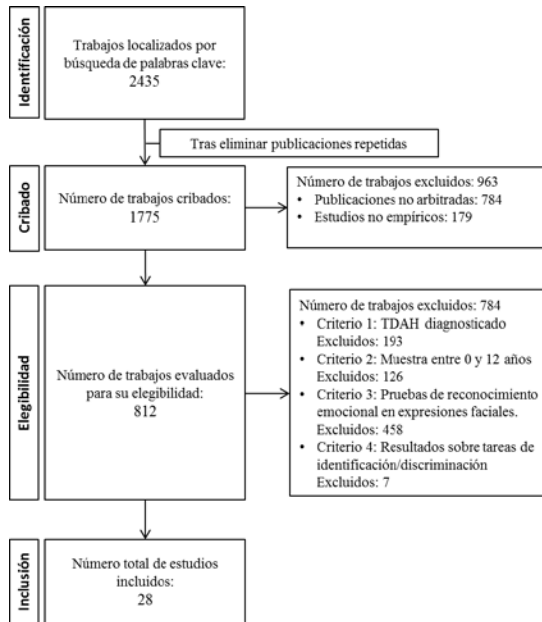 Identificación
Trabajos localizados por
búsqueda de palabras clave:
2435
Tras eliminar publicaciones repetidas
Cribado
Número de trabajos cribados:
1775
Número de trabajos excluidos: 963
• Publicaciones no arbitradas: 784
• Estudios no empíricos: 179
Elegibilidad
Número de trabajos evaluados
para su elegibilidad:
812
Número de trabajos excluidos: 784
• Criterio 1: TDAH diagnosticado
Excluidos: 193
• Criterio 2: Muestra entre 0 y 12 años
Excluidos: 126
• Criterio 3: Pruebas de reconocimiento
emocional en expresiones faciales.
Excluidos: 458
• Criterio 4: Resultados sobre tareas de
identificación/discriminación
Excluidos: 7
Inclusión
Número total de estudios
incluidos:
28